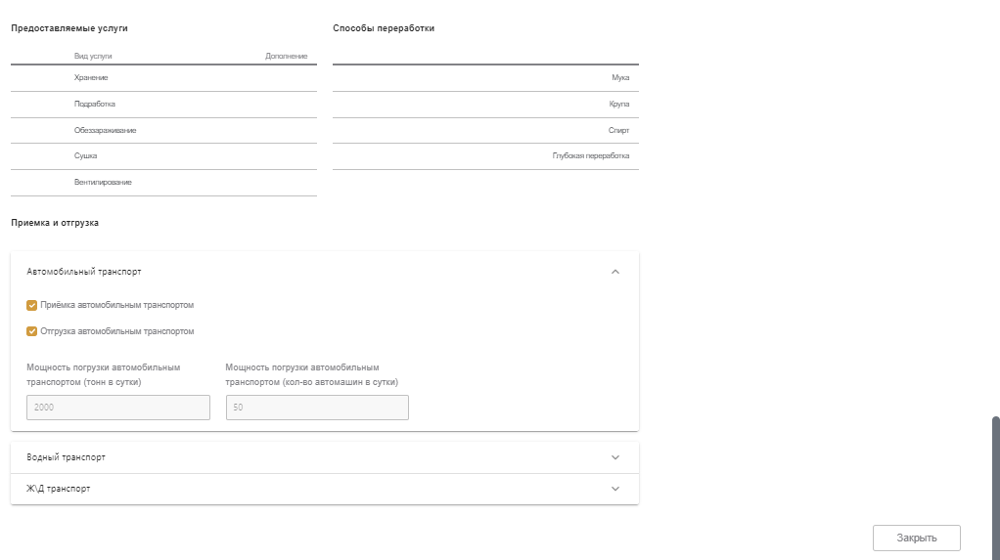 Предоставляемые услуги
Вид услуги Дополнение
Хранение
Подработка
Обеззараживание
Сушка
Вентилирование
Способы переработки
Мука
Крупа
Спирт
Глубокая переработка
Приемка и отгрузка
Автомобильный транспорт
Приёмка автомобильным транспортом
Отгрузка автомобильным транспортом
Мощность погрузки автомобильным
транспортом (тонн в сутки)
2000
Мощность погрузки автомобильным
транспортом (кол-во автомашин в сутки)
50
Водный транспорт
Ж\Д транспорт
Закрыть